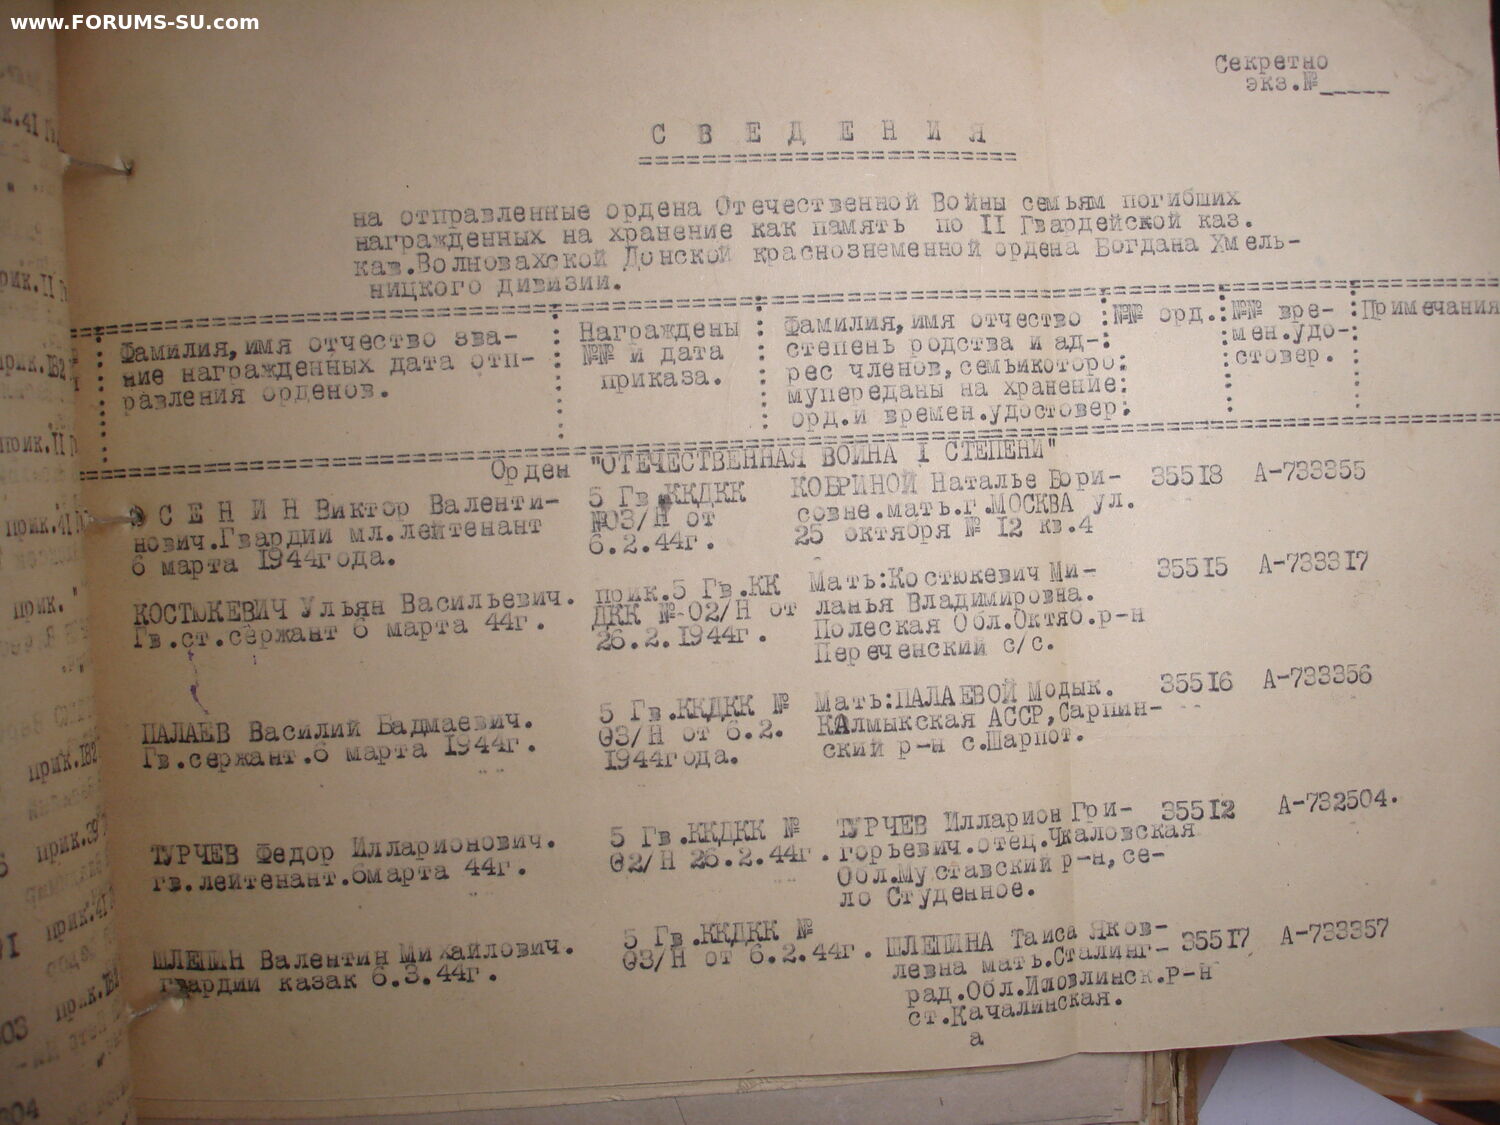 www.FORUMS-SU.com
Секретно
экз.№_____
С В Е Д Е Н И Я
на отправленные ордена Отечественной Войны семьям погибших
награжденных на хранение как память по II Гвардейской каз.
кав.Волновахской Донской краснознеменной ордена Богдана Хмель-
ницкого дивизии.
Фамилия,имя отчество зва-
ние награжденных дата отп-
равления орденов.
Награждены
№№ и дата
приказа.
Фамилия,имя отчество
степень родства и ад-
рес членов,семьикоторо
мупереданы на хранение
орд.и времен.удостовер
№№ орд.
№№ вре-
мен.удо-
стовер.
Примечания
Орден "ОТЕЧЕСТВЕННАЯ ВОЙНА I СТЕПЕНИ"
С Е Н И Н Виктор Валенти-
нович.Гвардии мл.лейтенант
6 марта 1944года.
5 Гв.ККДКК
№03/Н от
6.2.44г.
КОБРИНОЙ Наталье Бори-
совне.мать.г.МОСКВА ул.
25 октября № 12 кв.4
35513 А-733355
КОСТЮКЕВИЧ Ульян Васильевич.
Гв.ст.сержант 6 марта 44г.
прик.5 Гв.КК
ДКК №-02/Н от
26.2.1944г.
Мать:Костюкевич Ми-
ланья Владимировна.
Полеская Обл.Октяб.р-н
Переченский с/с.
35515 А-733317
ПАЛАЕВ Василий Бадмаевич.
Гв.сержант.6 марта 1944г.
5 Гв.ККДКК №
03/Н от 6.2.
1944года.
Мать:ПАЛАЕВОЙ Модык.
КАлмыкская АССР,Сарпин-
ский р-н с.Шарпот.
35516 А-733356
ТУРЧЕВ Федор Илларионович.
гв.лейтенант.6марта 44г.
5 Гв.ККДКК №
02/Н 26.2.44г.
ТУРЧЕВ Илларион Гри-
горьевич.отец.Чкаловская
Обл.Муставский р-н,се-
ло Студенное.
35512 А-732504.
ШЛЕПИН Валентин Михайлович.
гвардии казак 6.3.44г.
5 Гв.ККДКК №
03/Н от 6.2.44г.
ШЛЕПИНА Таиса Яков-
левна мать.Сталинг-
рад.Обл.Иловлинск.р-н
ст.Качалинская.
а
35517 А-733357